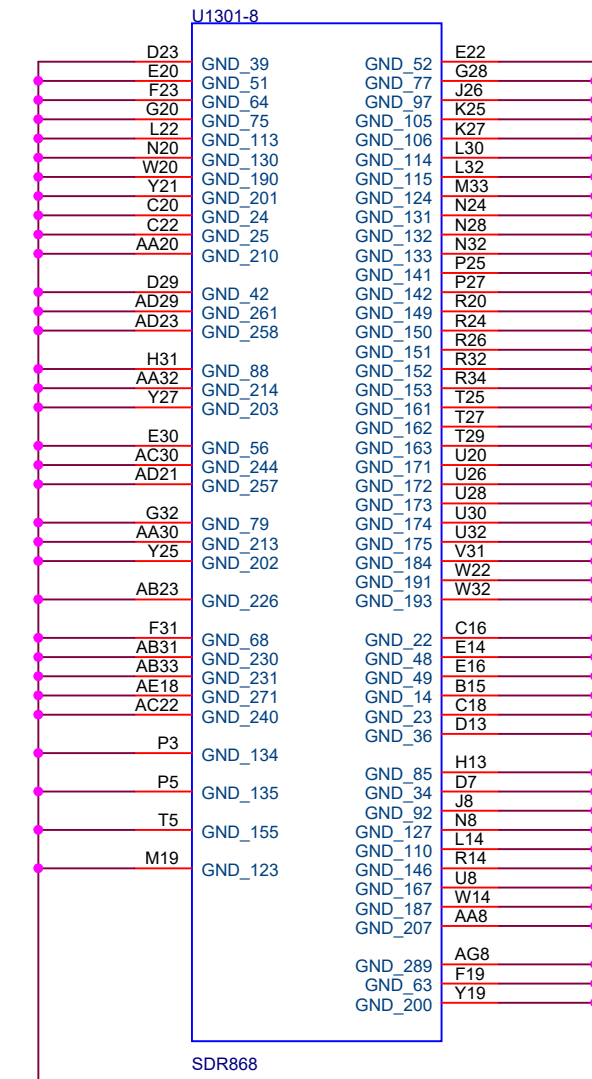 U1301-8
D23 GND_39 GND_52 E22
E20 GND_51 GND_77 G28
F23 GND_64 GND_97 J26
G20 GND_75 GND_105 K25
L22 GND_113 GND_106 K27
N20 GND_130 GND_114 L30
W20 GND_190 GND_115 L32
Y21 GND_201 GND_124 M33
C20 GND_24 GND_131 N24
C22 GND_25 GND_132 N28
AA20 GND_210 GND_133 N32
GND_141 P25
D29 GND_42 GND_142 P27
AD29 GND_261 GND_149 R20
AD23 GND_258 GND_150 R24
GND_151 R26
H31 GND_88 GND_152 R32
AA32 GND_214 GND_153 R34
Y27 GND_203 GND_161 T25
GND_162 T27
E30 GND_56 GND_163 T29
AC30 GND_244 GND_171 U20
AD21 GND_257 GND_172 U26
GND_173 U28
G32 GND_79 GND_174 U30
AA30 GND_213 GND_175 U32
Y25 GND_202 GND_184 V31
GND_191 W22
AB23 GND_226 GND_193 W32
F31 GND_68 GND_22 C16
AB31 GND_230 GND_48 E14
AB33 GND_231 GND_49 E16
AE18 GND_271 GND_14 B15
AC22 GND_240 GND_23 C18
GND_36 D13
P3 GND_134
GND_85 H13
P5 GND_135 GND_34 D7
GND_92 J8
T5 GND_155 GND_127 N8
GND_110 L14
M19 GND_123 GND_146 R14
GND_167 U8
GND_187 W14
GND_207 AA8
GND_289 AG8
GND_63 F19
GND_200 Y19
SDR868